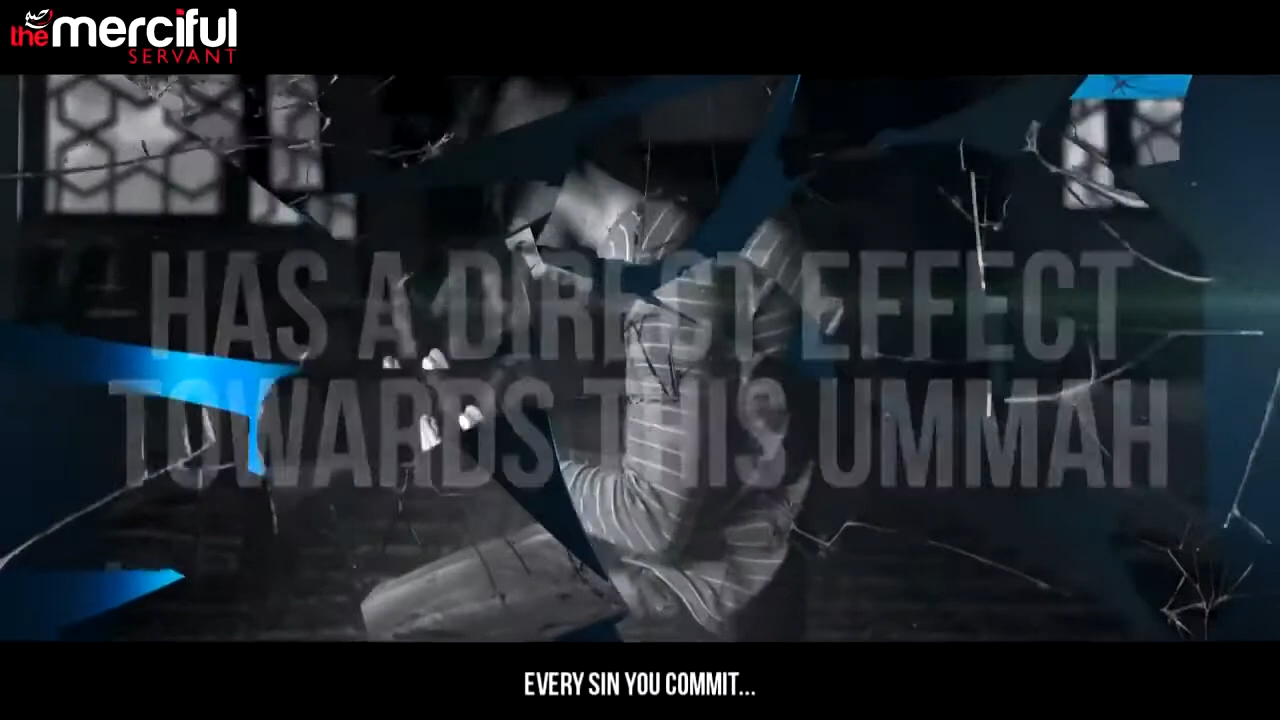 the merciful
SERVANT
HAS A DIRECT EFFECT
TOWARDS THIS UMMAH
EVERY SIN YOU COMMIT...